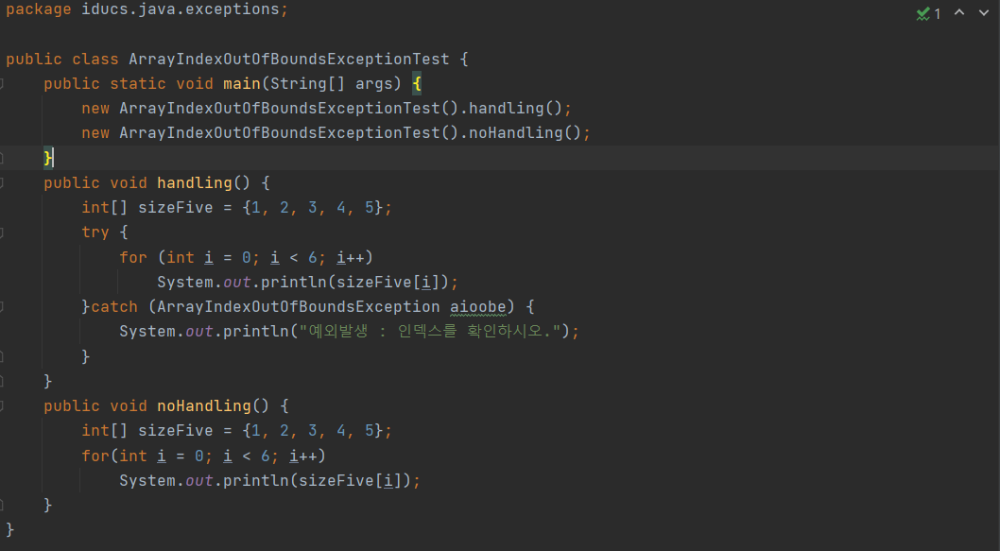 package iducs.java.exceptions;
1
public class ArrayIndexOutOfBoundsExceptionTest {
public static void main(String[] args) {
new ArrayIndexOutOfBoundsExceptionTest().handling();
new ArrayIndexOutOfBoundsExceptionTest().noHandling();
}
public void handling() {
int[] sizeFive = {1, 2, 3, 4, 5};
try {
for (int i = 0; i < 6; i++)
System.out.println(sizeFive[i]);
}catch (ArrayIndexOutOfBoundsException aioobe) {
System.out.println("예외발생 : 인덱스를 확인하시오.");
}
}
public void noHandling() {
int[] sizeFive = {1, 2, 3, 4, 5};
for(int i = 0; i < 6; i++)
System.out.println(sizeFive[i]);
}
}